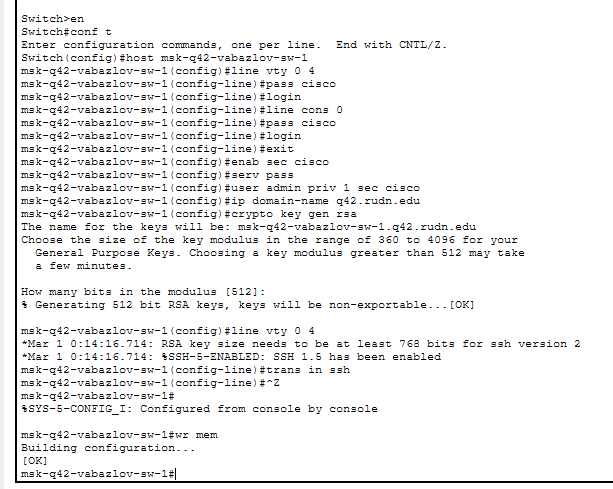 Switch>en
Switch#conf t
Enter configuration commands, one per line.  End with CNTL/Z.
Switch(config)#host msk-q42-vabazlov-sw-1
msk-q42-vabazlov-sw-1(config)#line vty 0 4
msk-q42-vabazlov-sw-1(config-line)#pass cisco
msk-q42-vabazlov-sw-1(config-line)#login
msk-q42-vabazlov-sw-1(config-line)#line cons 0
msk-q42-vabazlov-sw-1(config-line)#pass cisco
msk-q42-vabazlov-sw-1(config-line)#login
msk-q42-vabazlov-sw-1(config-line)#exit
msk-q42-vabazlov-sw-1(config)#enab sec cisco
msk-q42-vabazlov-sw-1(config)#serv pass
msk-q42-vabazlov-sw-1(config)#user admin priv 1 sec cisco
msk-q42-vabazlov-sw-1(config)#ip domain-name q42.rudn.edu
msk-q42-vabazlov-sw-1(config)#crypto key gen rsa
The name for the keys will be: msk-q42-vabazlov-sw-1.q42.rudn.edu
Choose the size of the key modulus in the range of 360 to 4096 for your
  General Purpose Keys. Choosing a key modulus greater than 512 may take
  a few minutes.

How many bits in the modulus [512]:
% Generating 512 bit RSA keys, keys will be non-exportable...[OK]

msk-q42-vabazlov-sw-1(config)#line vty 0 4
*Mar 1 0:14:16.714: RSA key size needs to be at least 768 bits for ssh version 2
*Mar 1 0:14:16.714: %SSH-5-ENABLED: SSH 1.5 has been enabled
msk-q42-vabazlov-sw-1(config-line)#trans in ssh
msk-q42-vabazlov-sw-1(config-line)#^Z
msk-q42-vabazlov-sw-1#
%SYS-5-CONFIG_I: Configured from console by console

msk-q42-vabazlov-sw-1#wr mem
Building configuration...
[OK]
msk-q42-vabazlov-sw-1#